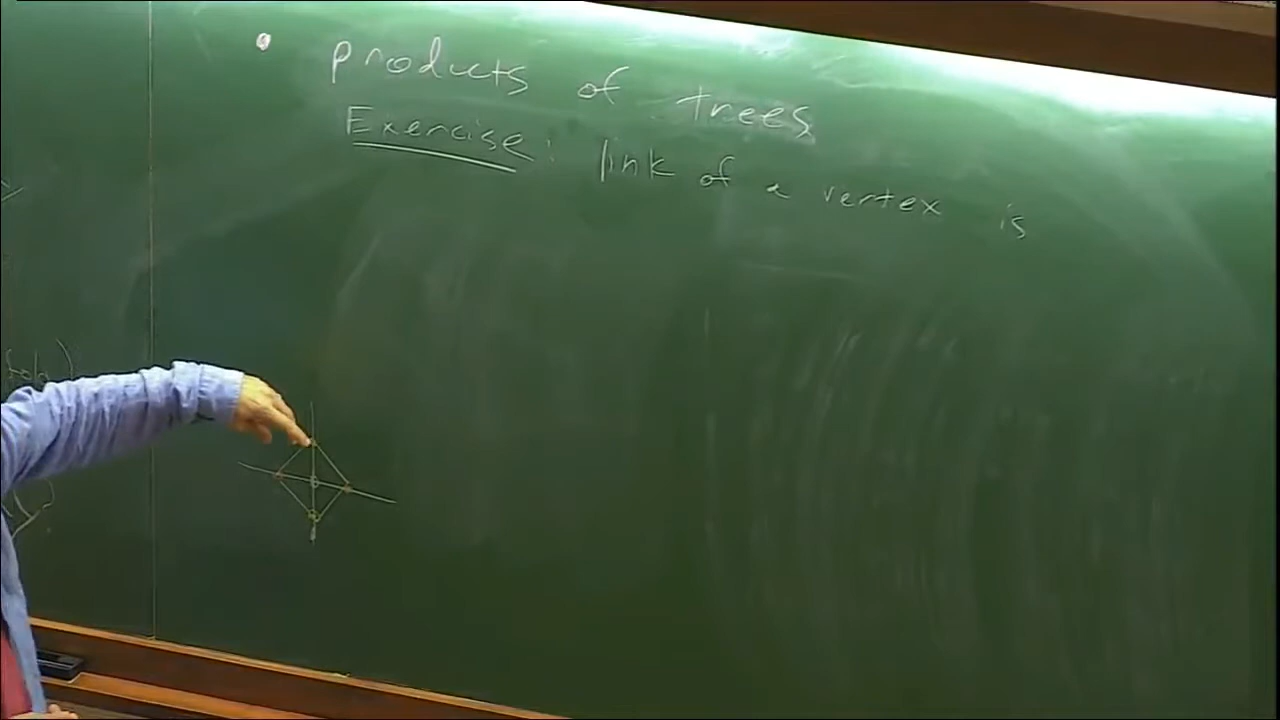 • products of trees
Exercise: link of a vertex is